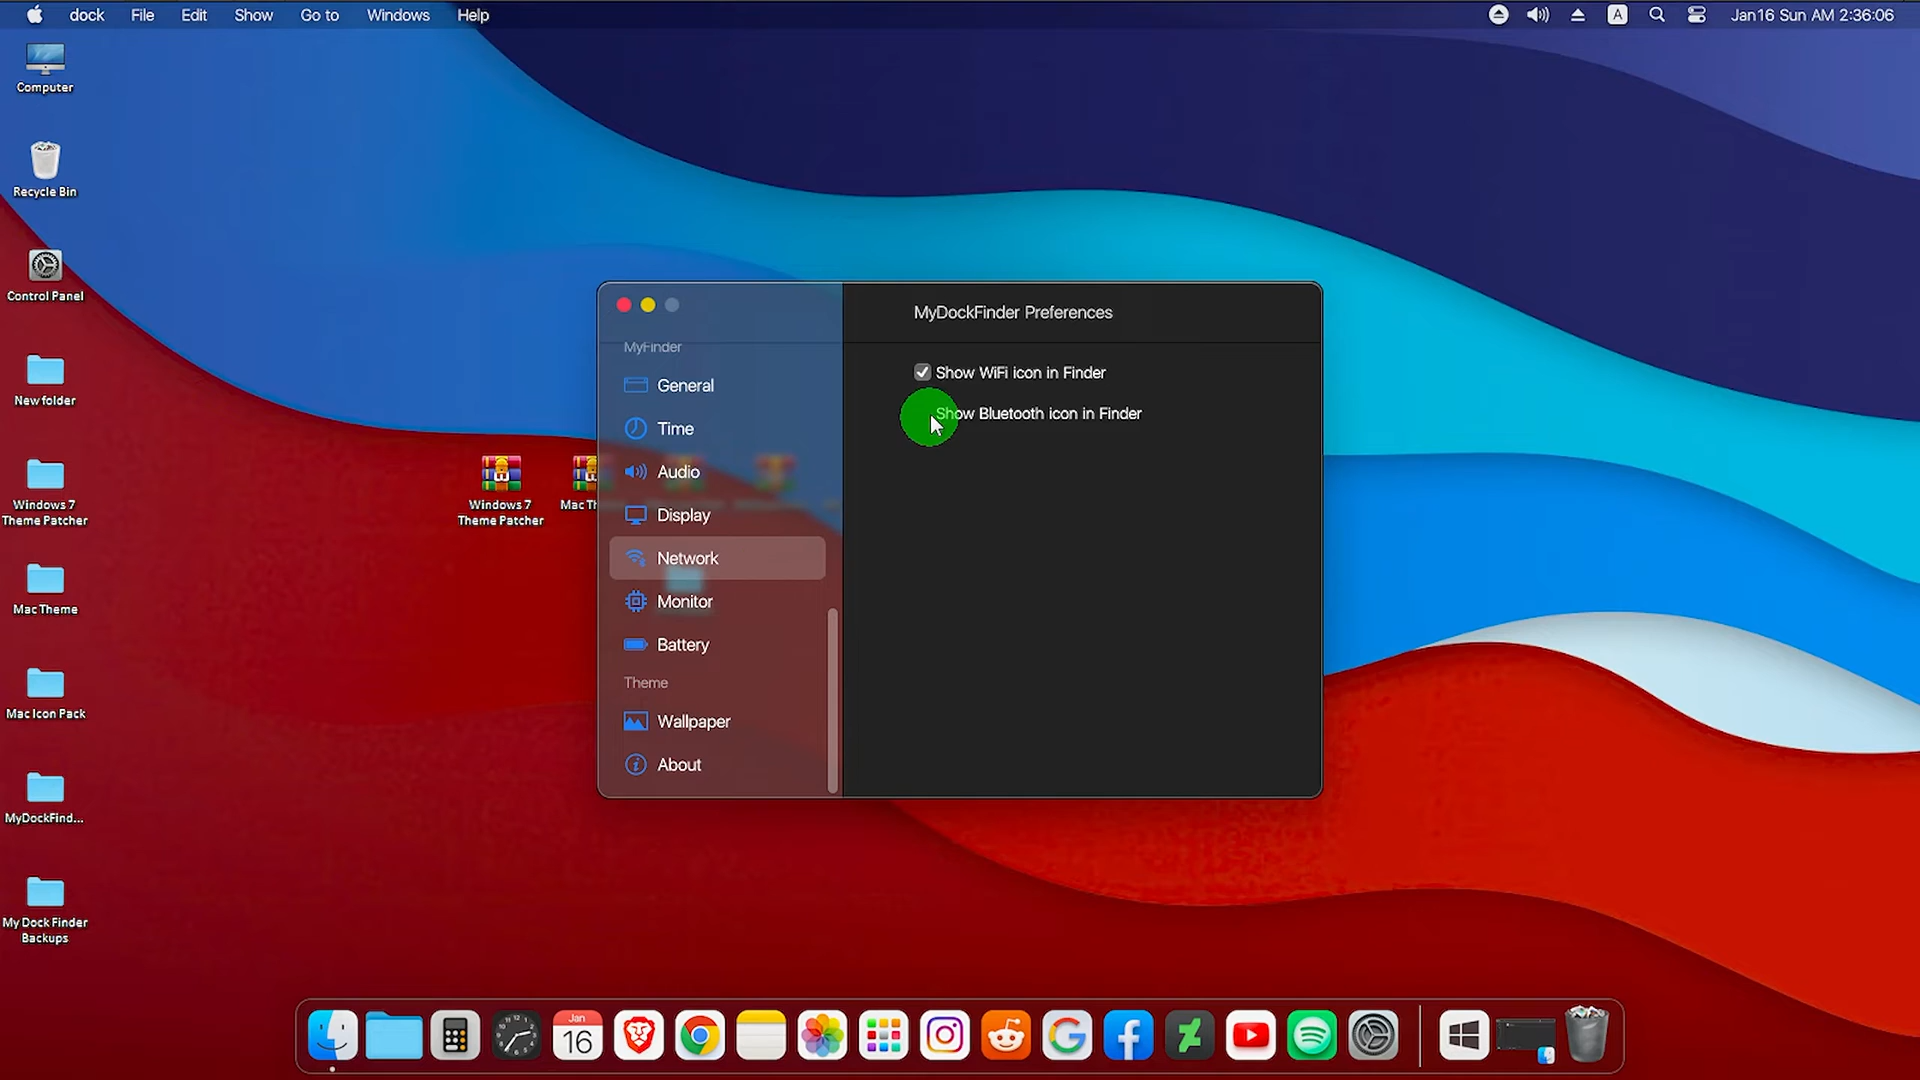 dock File Edit Show Go to Windows Help
A Jan 16 Sun AM 2:36:06
Computer
Recycle Bin
Control Panel
New folder
Windows 7
Theme Patcher
Mac Theme
Mac Icon Pack
MyDockFind...
My Dock Finder
Backups
Windows 7
Theme Patcher
Mac Th
MyDockFinder Preferences
MyFinder
General
Time
Audio
Display
Network
Monitor
Battery
Theme
Wallpaper
About
Show WiFi icon in Finder
Show Bluetooth icon in Finder
Jan
16